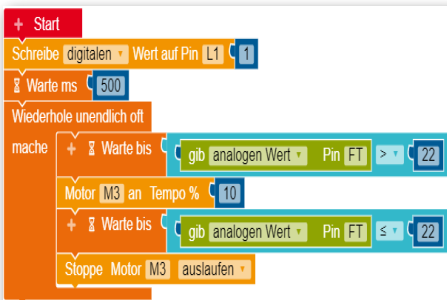 + Start
Schreibe digitalen Wert auf Pin L1 1
Warte ms 500
Wiederhole unendlich oft
mache + Warte bis gib analogen Wert Pin FT > 22
Motor M3 an Tempo % 10
+ Warte bis gib analogen Wert Pin FT ≤ 22
Stoppe Motor M3 auslaufen